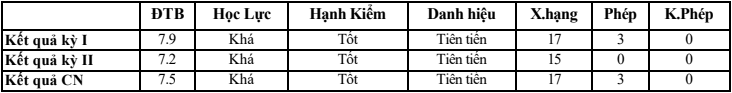 ĐTB Học Lực Hạnh Kiểm Danh hiệu X.hạng Phép K.Phép
Kết quả kỳ I 7.9 Khá Tốt Tiên tiến 17 3 0
Kết quả kỳ II 7.2 Khá Tốt Tiên tiến 15 0 0
Kết quả CN 7.5 Khá Tốt Tiên tiến 17 3 0